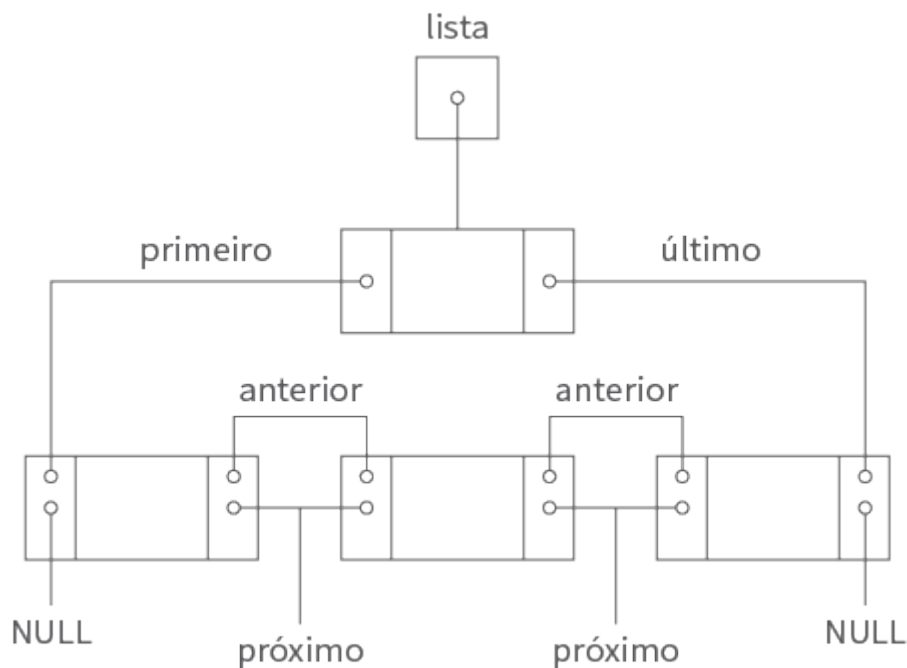 lista
primeiro
último
anterior
anterior
NULL
próximo
próximo
NULL